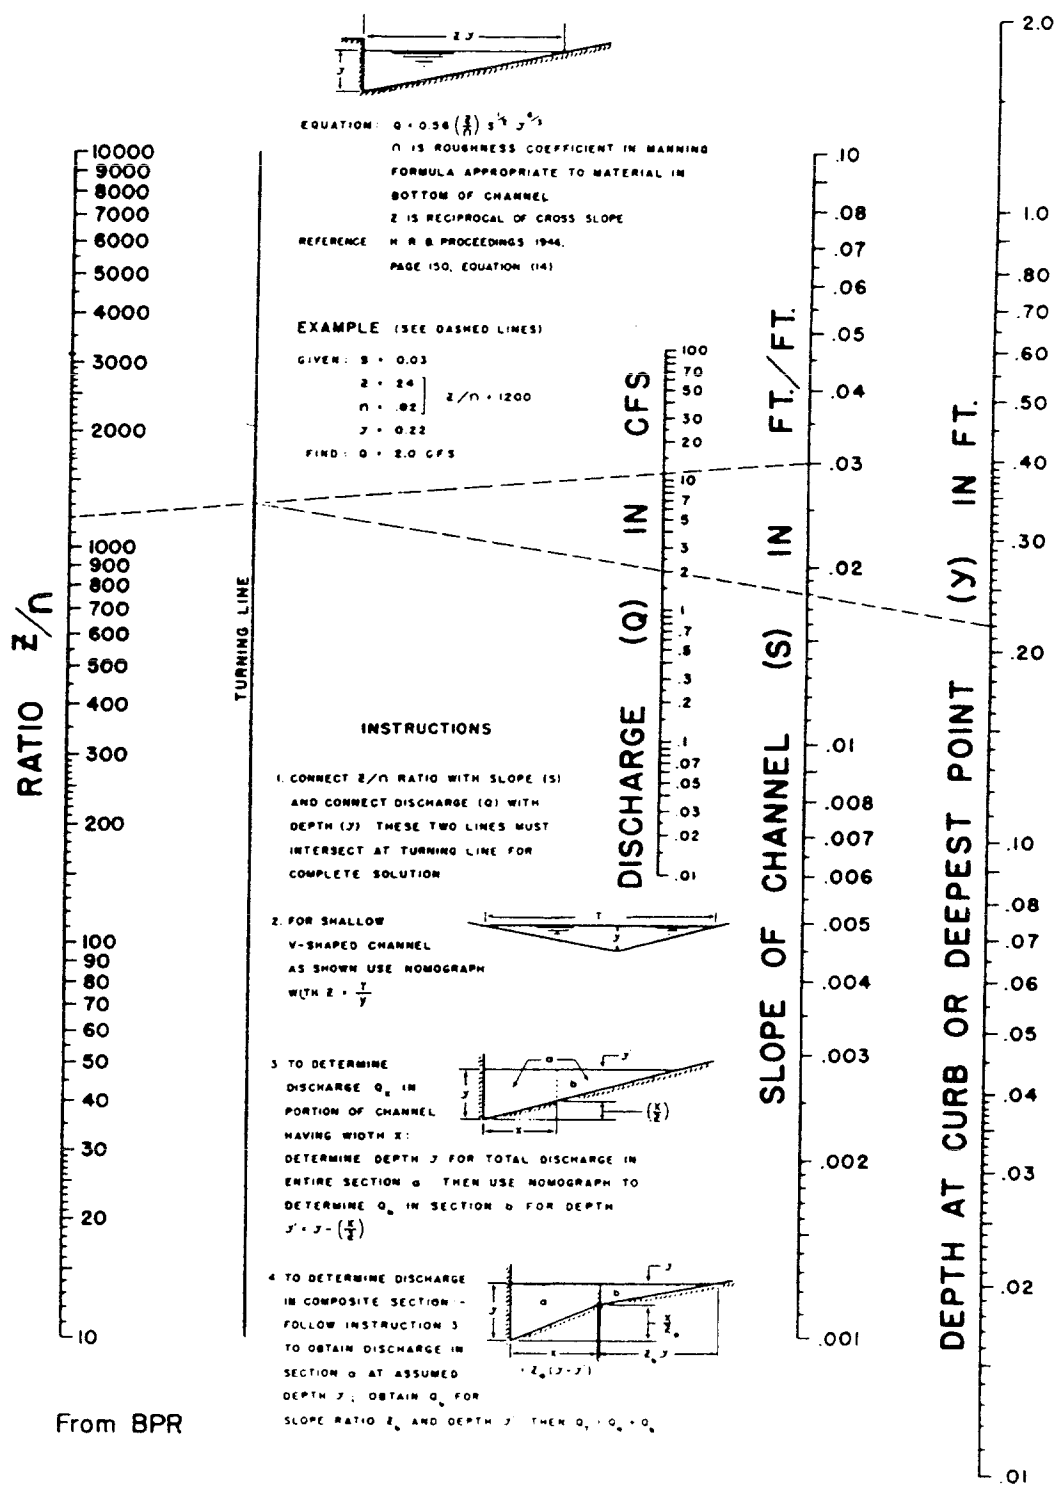 Z y
y
EQUATION: Q = 0.56 (Z/n) S^1/2 y^8/3
n IS ROUGHNESS COEFFICIENT IN MANNING
FORMULA APPROPRIATE TO MATERIAL IN
BOTTOM OF CHANNEL
Z IS RECIPROCAL OF CROSS SLOPE
REFERENCE H R B PROCEEDINGS 1946,
PAGE 150, EQUATION (14)
EXAMPLE (SEE DASHED LINES)
GIVEN: S = 0.03
Z = 24
n = .02
Z/n = 1200
y = 0.22
FIND: Q = 2.0 CFS
RATIO Z/n
10000
9000
8000
7000
6000
5000
4000
3000
2000
1000
900
800
700
600
500
400
300
200
100
90
80
70
60
50
40
30
20
10
TURNING LINE
DISCHARGE (Q) IN CFS
100
70
50
30
20
10
7
5
3
2
1
.7
.5
.3
.2
.1
.07
.05
.03
.02
.01
SLOPE OF CHANNEL (S) IN FT./FT.
.10
.08
.07
.06
.05
.04
.03
.02
.01
.008
.007
.006
.005
.004
.003
.002
.001
DEPTH AT CURB OR DEEPEST POINT (y) IN FT.
2.0
1.0
.80
.70
.60
.50
.40
.30
.20
.10
.08
.07
.06
.05
.04
.03
.02
.01
INSTRUCTIONS
1. CONNECT Z/n RATIO WITH SLOPE (S)
AND CONNECT DISCHARGE (Q) WITH
DEPTH (y) THESE TWO LINES MUST
INTERSECT AT TURNING LINE FOR
COMPLETE SOLUTION
2. FOR SHALLOW
V-SHAPED CHANNEL
AS SHOWN USE NOMOGRAPH
WITH Z = T/y
T
y
3 TO DETERMINE
DISCHARGE Qx IN
PORTION OF CHANNEL
HAVING WIDTH X:
DETERMINE DEPTH y FOR TOTAL DISCHARGE IN
ENTIRE SECTION a THEN USE NOMOGRAPH TO
DETERMINE Qb IN SECTION b FOR DEPTH
y' = y - (X/Z)
a
b
y'
y
X
(X/Z)
4 TO DETERMINE DISCHARGE
IN COMPOSITE SECTION -
FOLLOW INSTRUCTION 3
TO OBTAIN DISCHARGE IN
SECTION a AT ASSUMED
DEPTH y; OBTAIN Qb FOR
SLOPE RATIO Zb AND DEPTH y' THEN QT = Qa + Qb
a
b
y'
y
X
X/Za
Zb y'
= Za(y-y')
From BPR